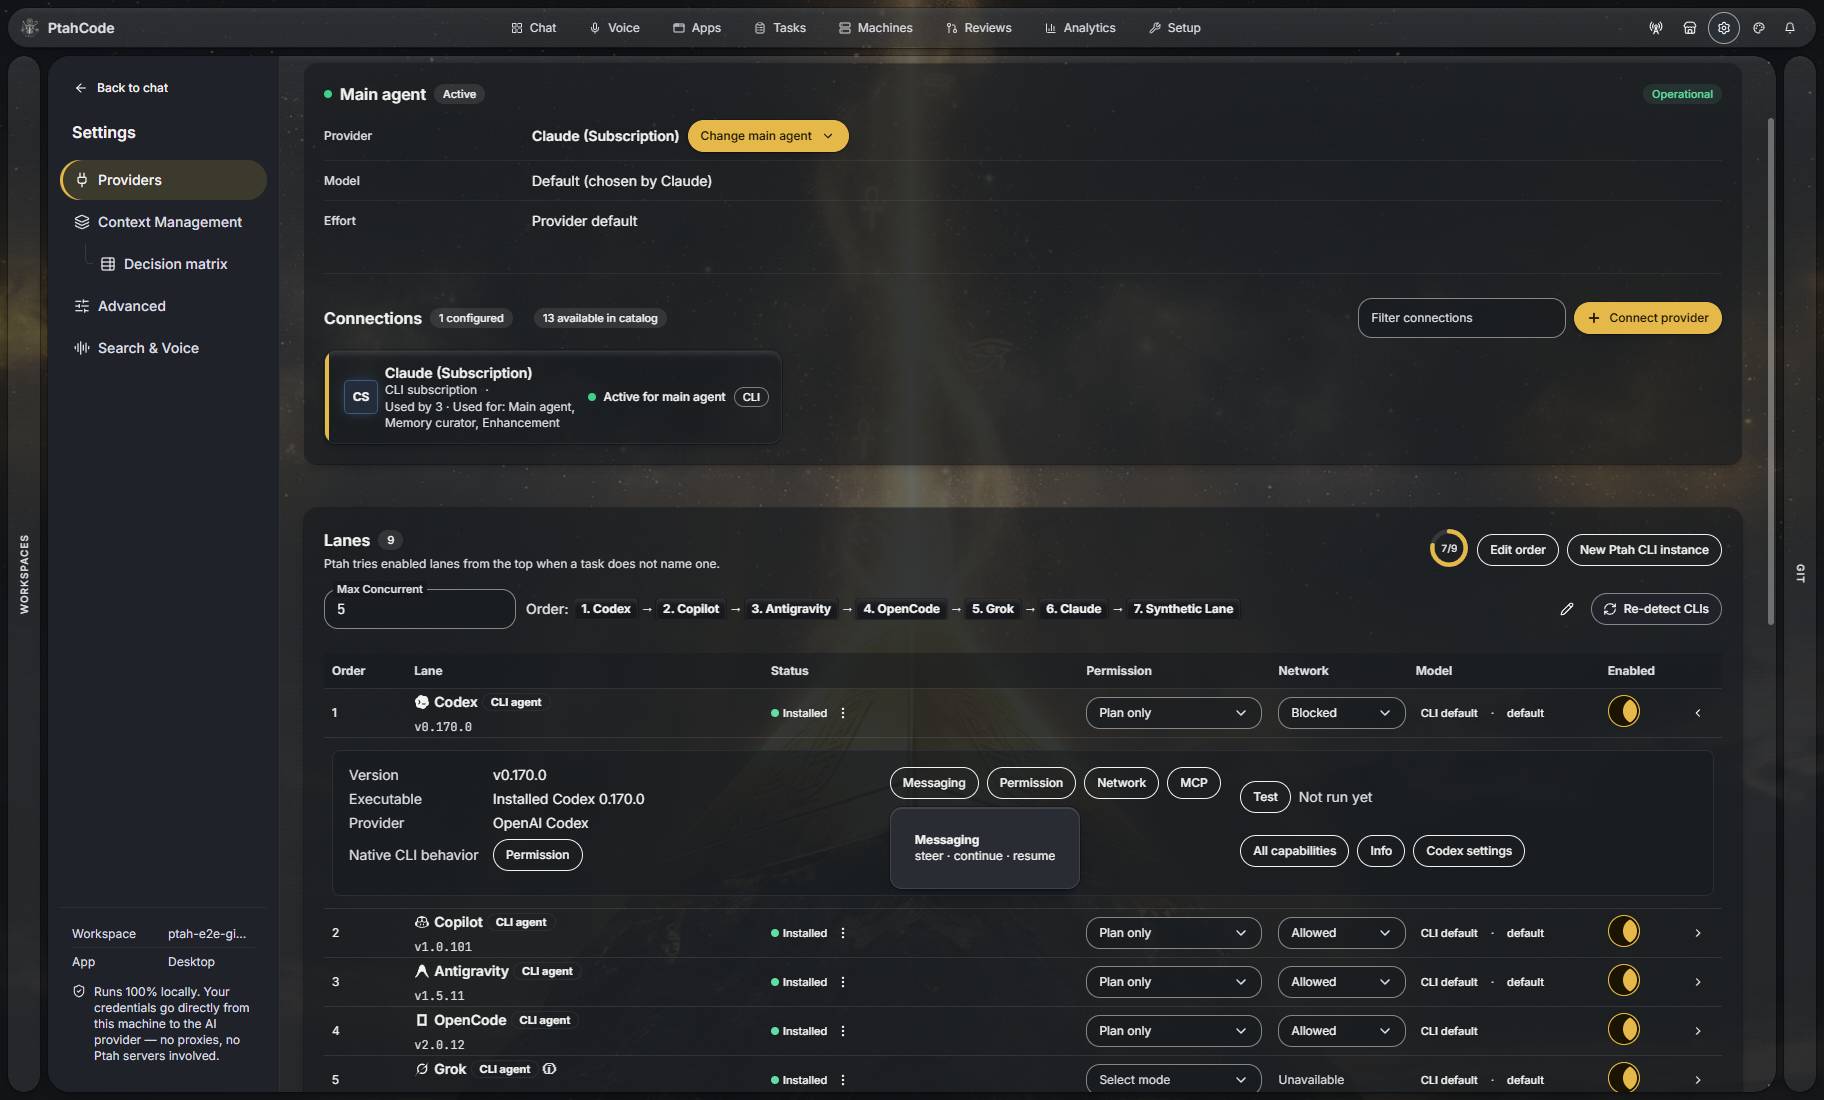 PtahCode
Chat
Voice
Apps
Tasks
Machines
Reviews
Analytics
Setup
WORKSPACES
Back to chat
Settings
Providers
Context Management
Decision matrix
Advanced
Search & Voice
Workspace ptah-e2e-gi...
App Desktop
Runs 100% locally. Your
credentials go directly from
this machine to the AI
provider — no proxies, no
Ptah servers involved.
Main agent Active Operational
Provider Claude (Subscription) Change main agent
Model Default (chosen by Claude)
Effort Provider default
Connections 1 configured 13 available in catalog Filter connections + Connect provider
CS
Claude (Subscription)
CLI subscription ·
Used by 3 · Used for: Main agent,
Memory curator, Enhancement
Active for main agent CLI
Lanes 9
Ptah tries enabled lanes from the top when a task does not name one.
7/9 Edit order New Ptah CLI instance
Max Concurrent
5
Order: 1. Codex → 2. Copilot → 3. Antigravity → 4. OpenCode → 5. Grok → 6. Claude → 7. Synthetic Lane
Re-detect CLIs
Order Lane Status Permission Network Model Enabled
1 Codex CLI agent
v0.170.0
Installed Plan only Blocked CLI default · default
Version v0.170.0
Executable Installed Codex 0.170.0
Provider OpenAI Codex
Native CLI behavior Permission
Messaging Permission Network MCP
Messaging
steer · continue · resume
Test Not run yet
All capabilities Info Codex settings
2 Copilot CLI agent
v1.0.101
Installed Plan only Allowed CLI default · default
3 Antigravity CLI agent
v1.5.11
Installed Plan only Allowed CLI default · default
4 OpenCode CLI agent
v2.0.12
Installed Plan only Allowed CLI default
5 Grok CLI agent
Installed Select mode Unavailable CLI default · default
GIT